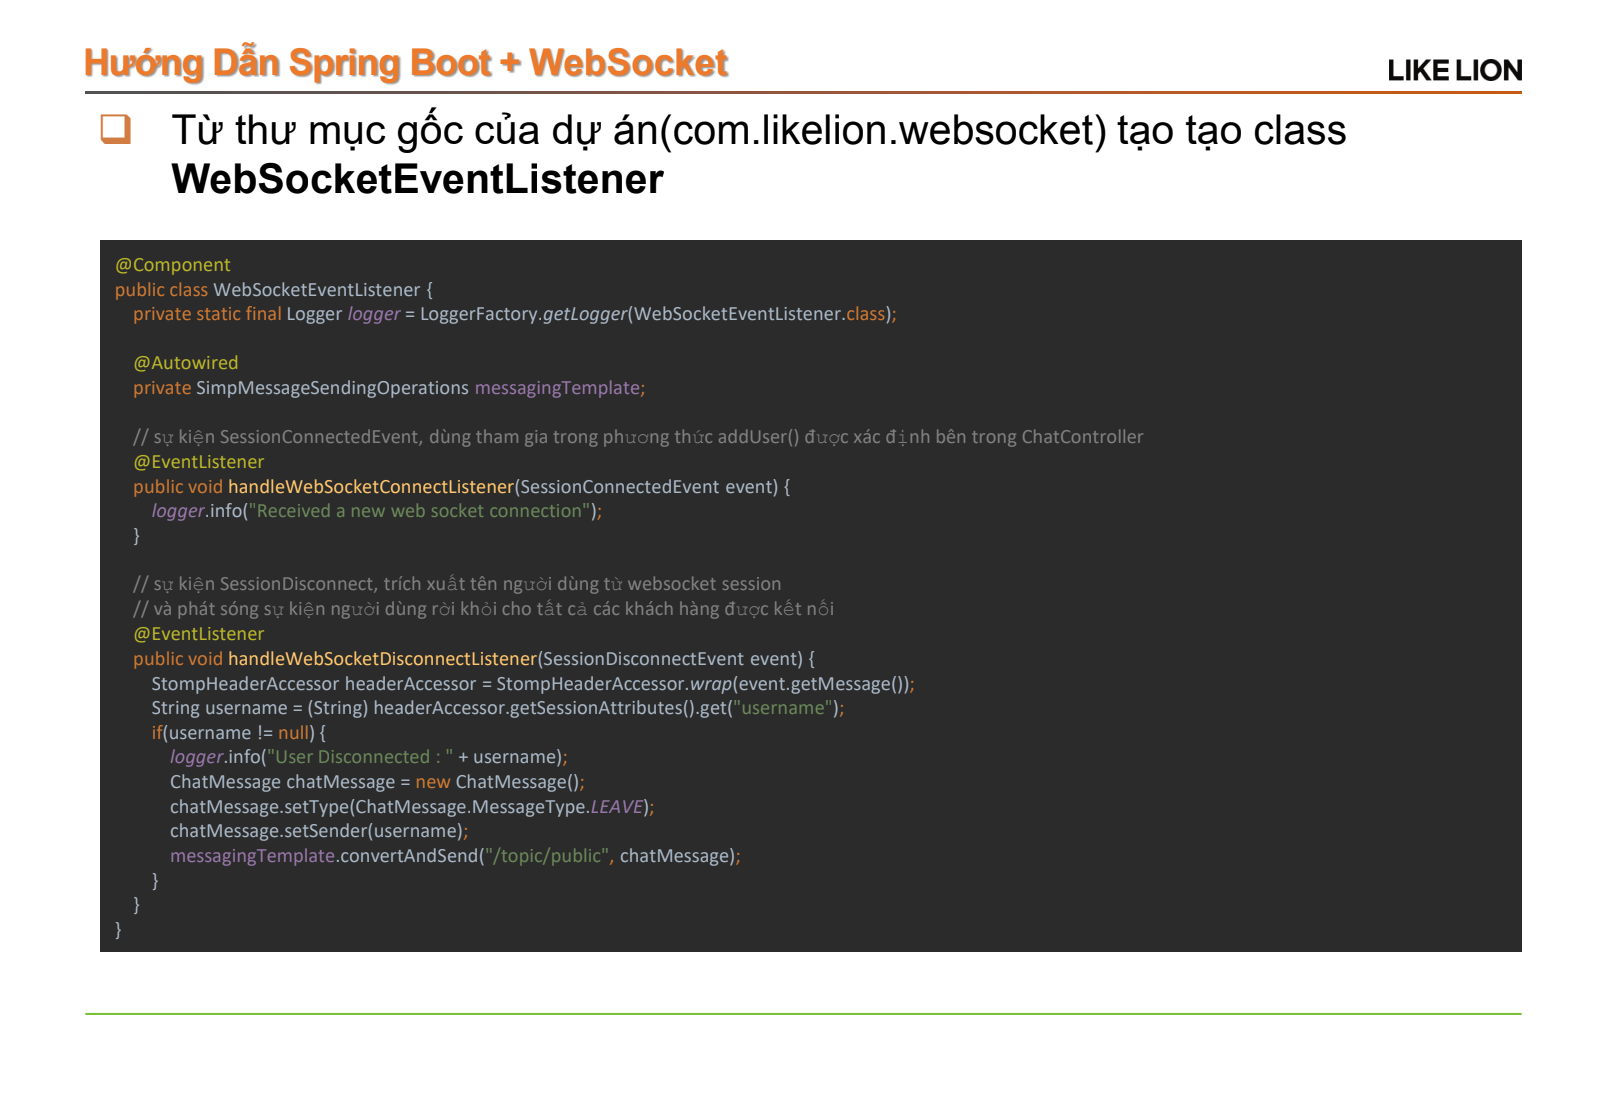 Hướng Dẫn Spring Boot + WebSocket
LIKE LION
Từ thư mục gốc của dự án(com.likelion.websocket) tạo tạo class
WebSocketEventListener
@Component
public class WebSocketEventListener {
private static final Logger logger = LoggerFactory.getLogger(WebSocketEventListener.class);
@Autowired
private SimpMessageSendingOperations messagingTemplate;
// sự kiện SessionConnectedEvent, dùng tham gia trong phương thức addUser() được xác định bên trong ChatController
@EventListener
public void handleWebSocketConnectListener(SessionConnectedEvent event) {
logger.info("Received a new web socket connection");
}
// sự kiện SessionDisconnect, trích xuất tên người dùng từ websocket session
// và phát sóng sự kiện người dùng rời khỏi cho tất cả các khách hàng được kết nối
@EventListener
public void handleWebSocketDisconnectListener(SessionDisconnectEvent event) {
StompHeaderAccessor headerAccessor = StompHeaderAccessor.wrap(event.getMessage());
String username = (String) headerAccessor.getSessionAttributes().get("username");
if(username != null) {
logger.info("User Disconnected : " + username);
ChatMessage chatMessage = new ChatMessage();
chatMessage.setType(ChatMessage.MessageType.LEAVE);
chatMessage.setSender(username);
messagingTemplate.convertAndSend("/topic/public", chatMessage);
}
}
}